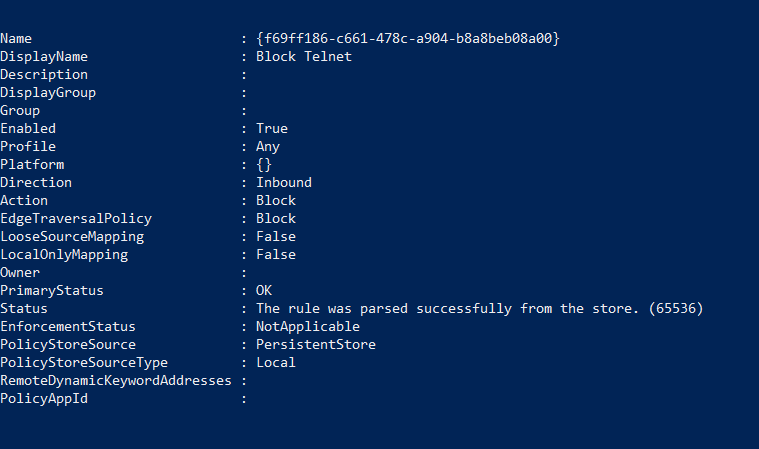 Name                          : {f69ff186-c661-478c-a904-b8a8beb08a00}
DisplayName                   : Block Telnet
Description                   :
DisplayGroup                  :
Group                         :
Enabled                       : True
Profile                       : Any
Platform                      : {}
Direction                     : Inbound
Action                        : Block
EdgeTraversalPolicy           : Block
LooseSourceMapping            : False
LocalOnlyMapping              : False
Owner                         :
PrimaryStatus                 : OK
Status                        : The rule was parsed successfully from the store. (65536)
EnforcementStatus             : NotApplicable
PolicyStoreSource             : PersistentStore
PolicyStoreSourceType         : Local
RemoteDynamicKeywordAddresses :
PolicyAppId                   :